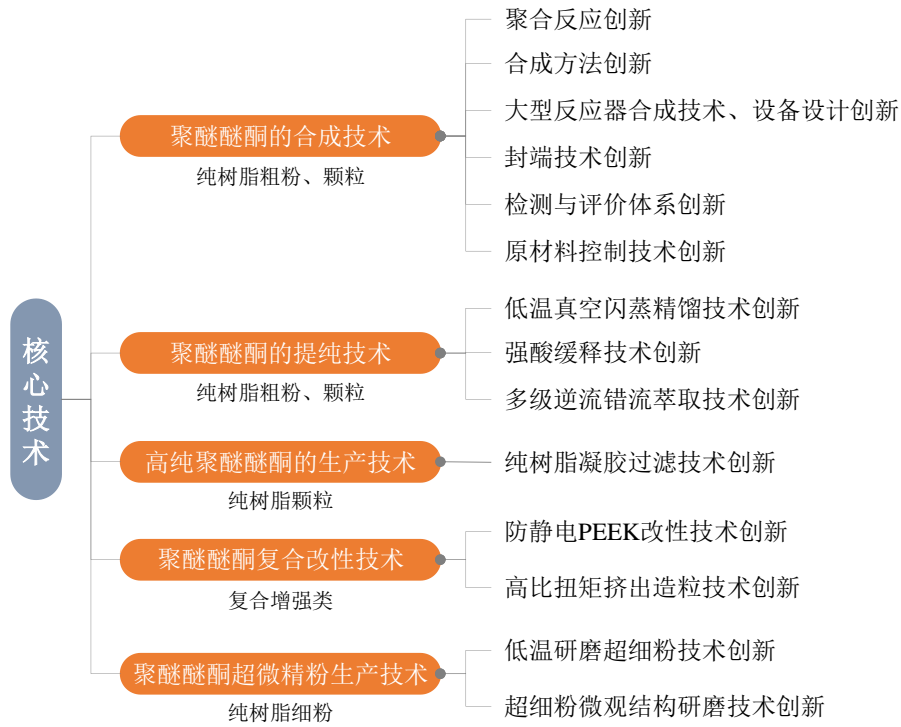 核心技术
聚醚醚酮的合成技术
纯树脂粗粉、颗粒
聚合反应创新
合成方法创新
大型反应器合成技术、设备设计创新
封端技术创新
检测与评价体系创新
原材料控制技术创新
聚醚醚酮的提纯技术
纯树脂粗粉、颗粒
低温真空闪蒸精馏技术创新
强酸缓释技术创新
多级逆流错流萃取技术创新
高纯聚醚醚酮的生产技术
纯树脂颗粒
纯树脂凝胶过滤技术创新
聚醚醚酮复合改性技术
复合增强类
防静电PEEK改性技术创新
高比扭矩挤出造粒技术创新
聚醚醚酮超微精粉生产技术
纯树脂细粉
低温研磨超细粉技术创新
超细粉微观结构研磨技术创新